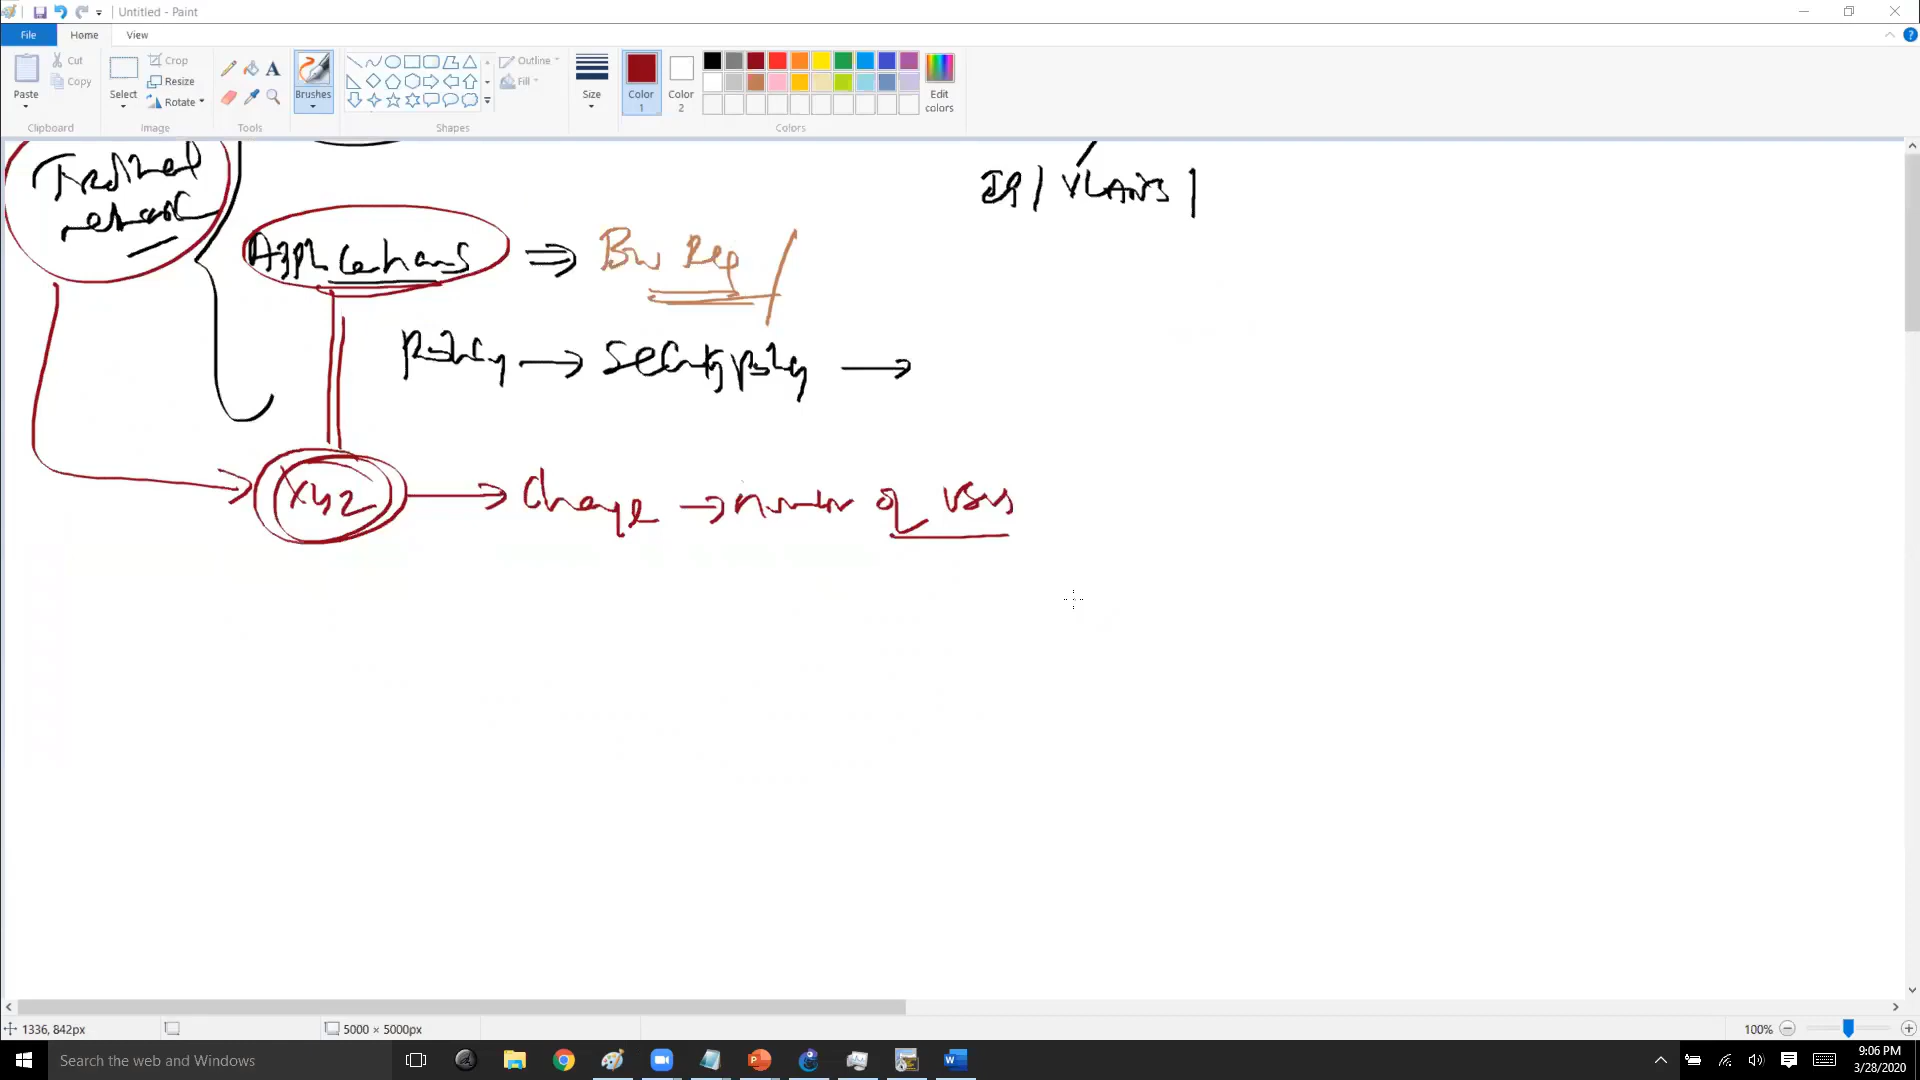 Untitled - Paint
File Home View
Cut
Copy
Paste
Clipboard
Crop
Resize
Rotate
Select
Image
Tools
Brushes
Outline
Fill
Shapes
Size
Color 1
Color 2
Edit colors
Colors
network
IP | VLANS |
Applications ⇒ BW Req /
Policy → Security policy →
XYZ → Change → number of users
1336, 842px
5000 × 5000px
100%
Search the web and Windows
9:06 PM
3/28/2020